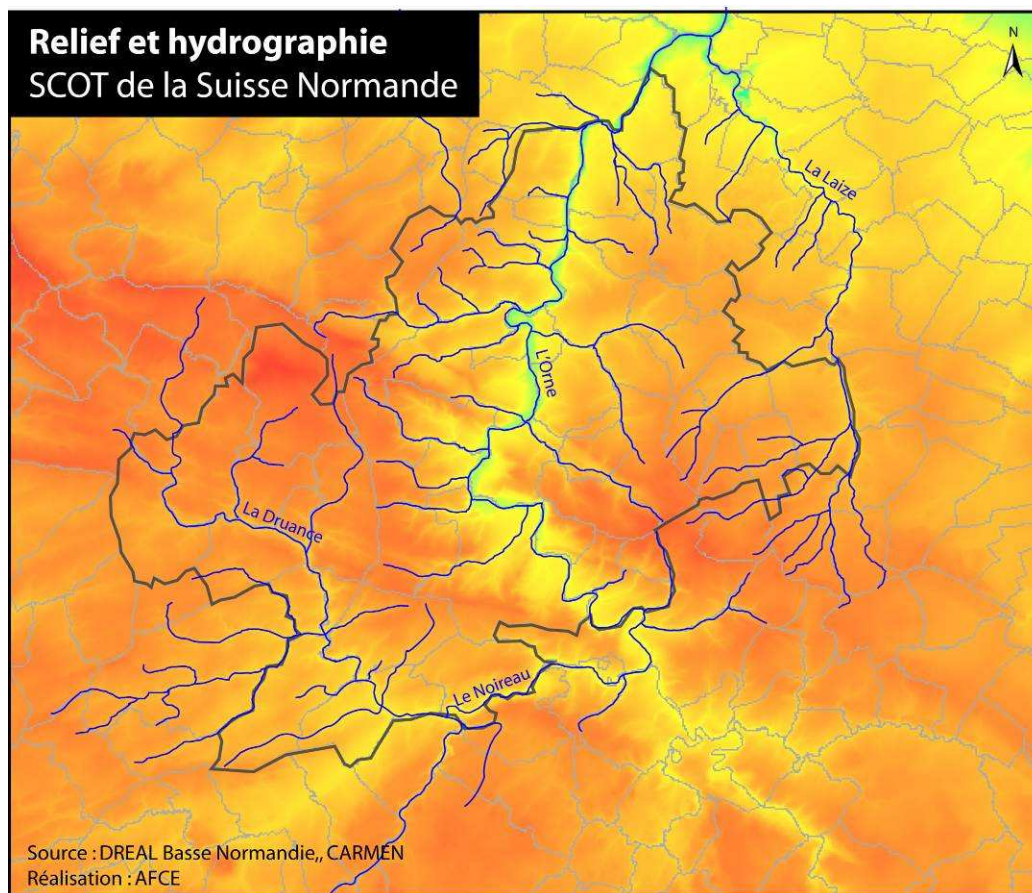 Relief et hydrographie
SCOT de la Suisse Normande
N
La Laize
L'Orne
La Druance
Le Noireau
Source : DREAL Basse Normandie,, CARMEN
Réalisation : AFCE